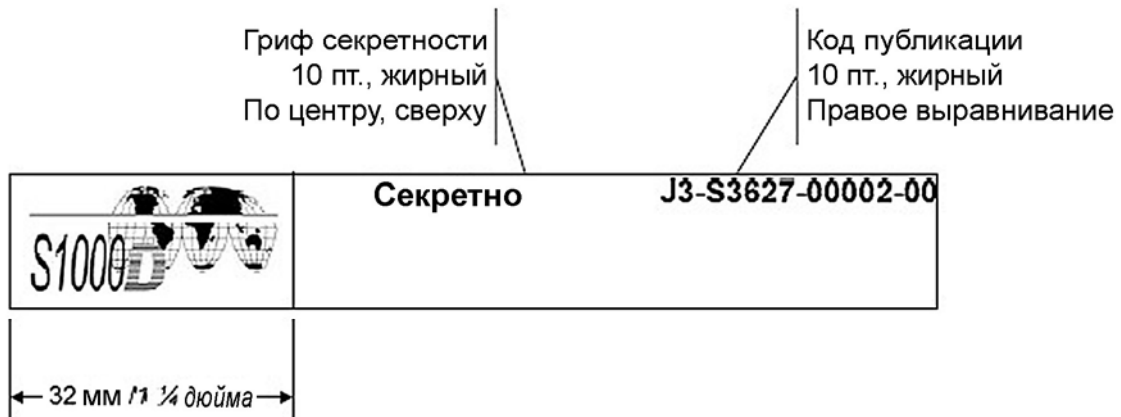 Гриф секретности
10 пт., жирный
По центру, сверху
Код публикации
10 пт., жирный
Правое выравнивание
Секретно
J3-S3627-00002-00
S1000D
32 мм /1 ¼ дюйма